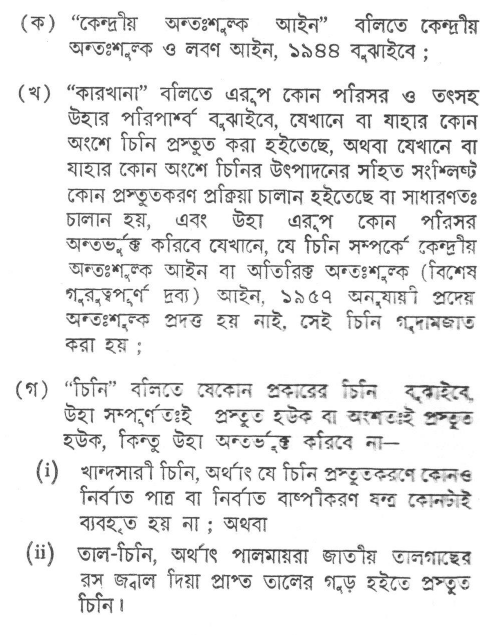 (ক) “কেন্দ্রীয় অন্তঃশুল্ক আইন” বলিতে কেন্দ্রীয়
অন্তঃশুল্ক ও লবণ আইন, ১৯৪৪ বুঝাইবে ;
(খ) “কারখানা” বলিতে এরূপ কোন পরিসর ও তৎসহ
উহার পরিপার্শ্ব বুঝাইবে, যেখানে বা যাহার কোন
অংশে চিনি প্রস্তুত করা হইতেছে, অথবা যেখানে বা
যাহার কোন অংশে চিনির উৎপাদনের সহিত সংশ্লিষ্ট
কোন প্রস্তুতকরণ প্রক্রিয়া চালান হইতেছে বা সাধারণতঃ
চালান হয়, এবং উহা এরূপ কোন পরিসর
অন্তর্ভুক্ত করিবে যেখানে, যে চিনি সম্পর্কে কেন্দ্রীয়
অন্তঃশুল্ক আইন বা অতিরিক্ত অন্তঃশুল্ক (বিশেষ
গুরুত্বপূর্ণ দ্রব্য) আইন, ১৯৫৭ অনুযায়ী প্রদেয়
অন্তঃশুল্ক প্রদত্ত হয় নাই, সেই চিনি গুদামজাত
করা হয় ;
(গ) “চিনি” বলিতে যেকোন প্রকারের চিনি বুঝাইবে,
উহা সম্পূর্ণতঃই প্রস্তুত হউক বা অংশতঃই প্রস্তুত
হউক, কিন্তু উহা অন্তর্ভুক্ত করিবে না—
(i) খান্দসারী চিনি, অর্থাৎ যে চিনি প্রস্তুতকরণে কোনও
নির্বাত পাত্র বা নির্বাত বাষ্পীকরণ যন্ত্র কোনটাই
ব্যবহৃত হয় না ; অথবা
(ii) তাল-চিনি, অর্থাৎ পালমায়রা জাতীয় তালগাছের
রস জ্বাল দিয়া প্রাপ্ত তালের গুড় হইতে প্রস্তুত
চিনি।